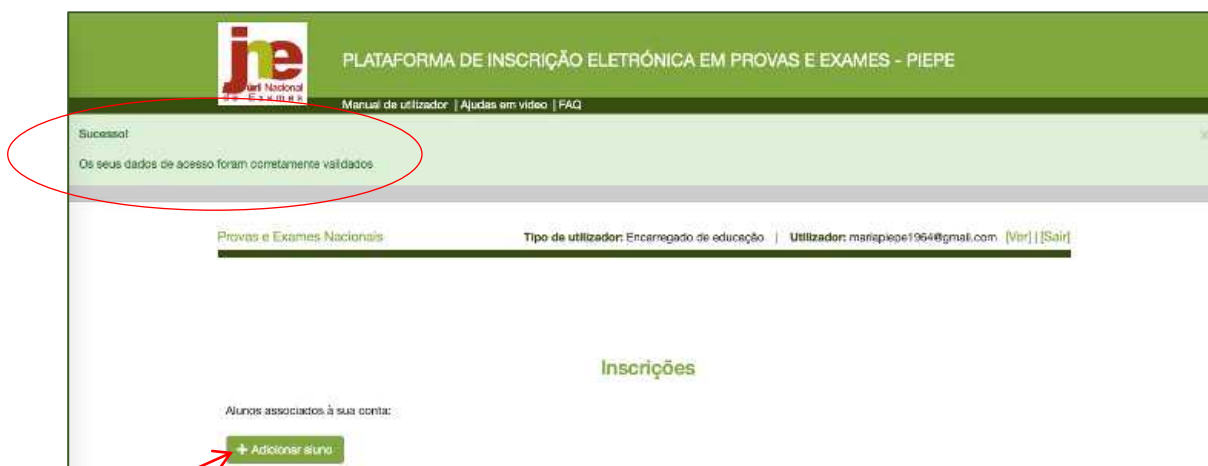 jne
Júri Nacional
de Exames
PLATAFORMA DE INSCRIÇÃO ELETRÓNICA EM PROVAS E EXAMES - PIEPE
Manual de utilizador | Ajudas em vídeo | FAQ
Sucesso!
×
Os seus dados de acesso foram corretamente validados
Provas e Exames Nacionais
Tipo de utilizador: Encarregado de educação | Utilizador: mariapiepe1964@gmail.com [Ver] | [Sair]
Inscrições
Alunos associados à sua conta:
+ Adicionar aluno